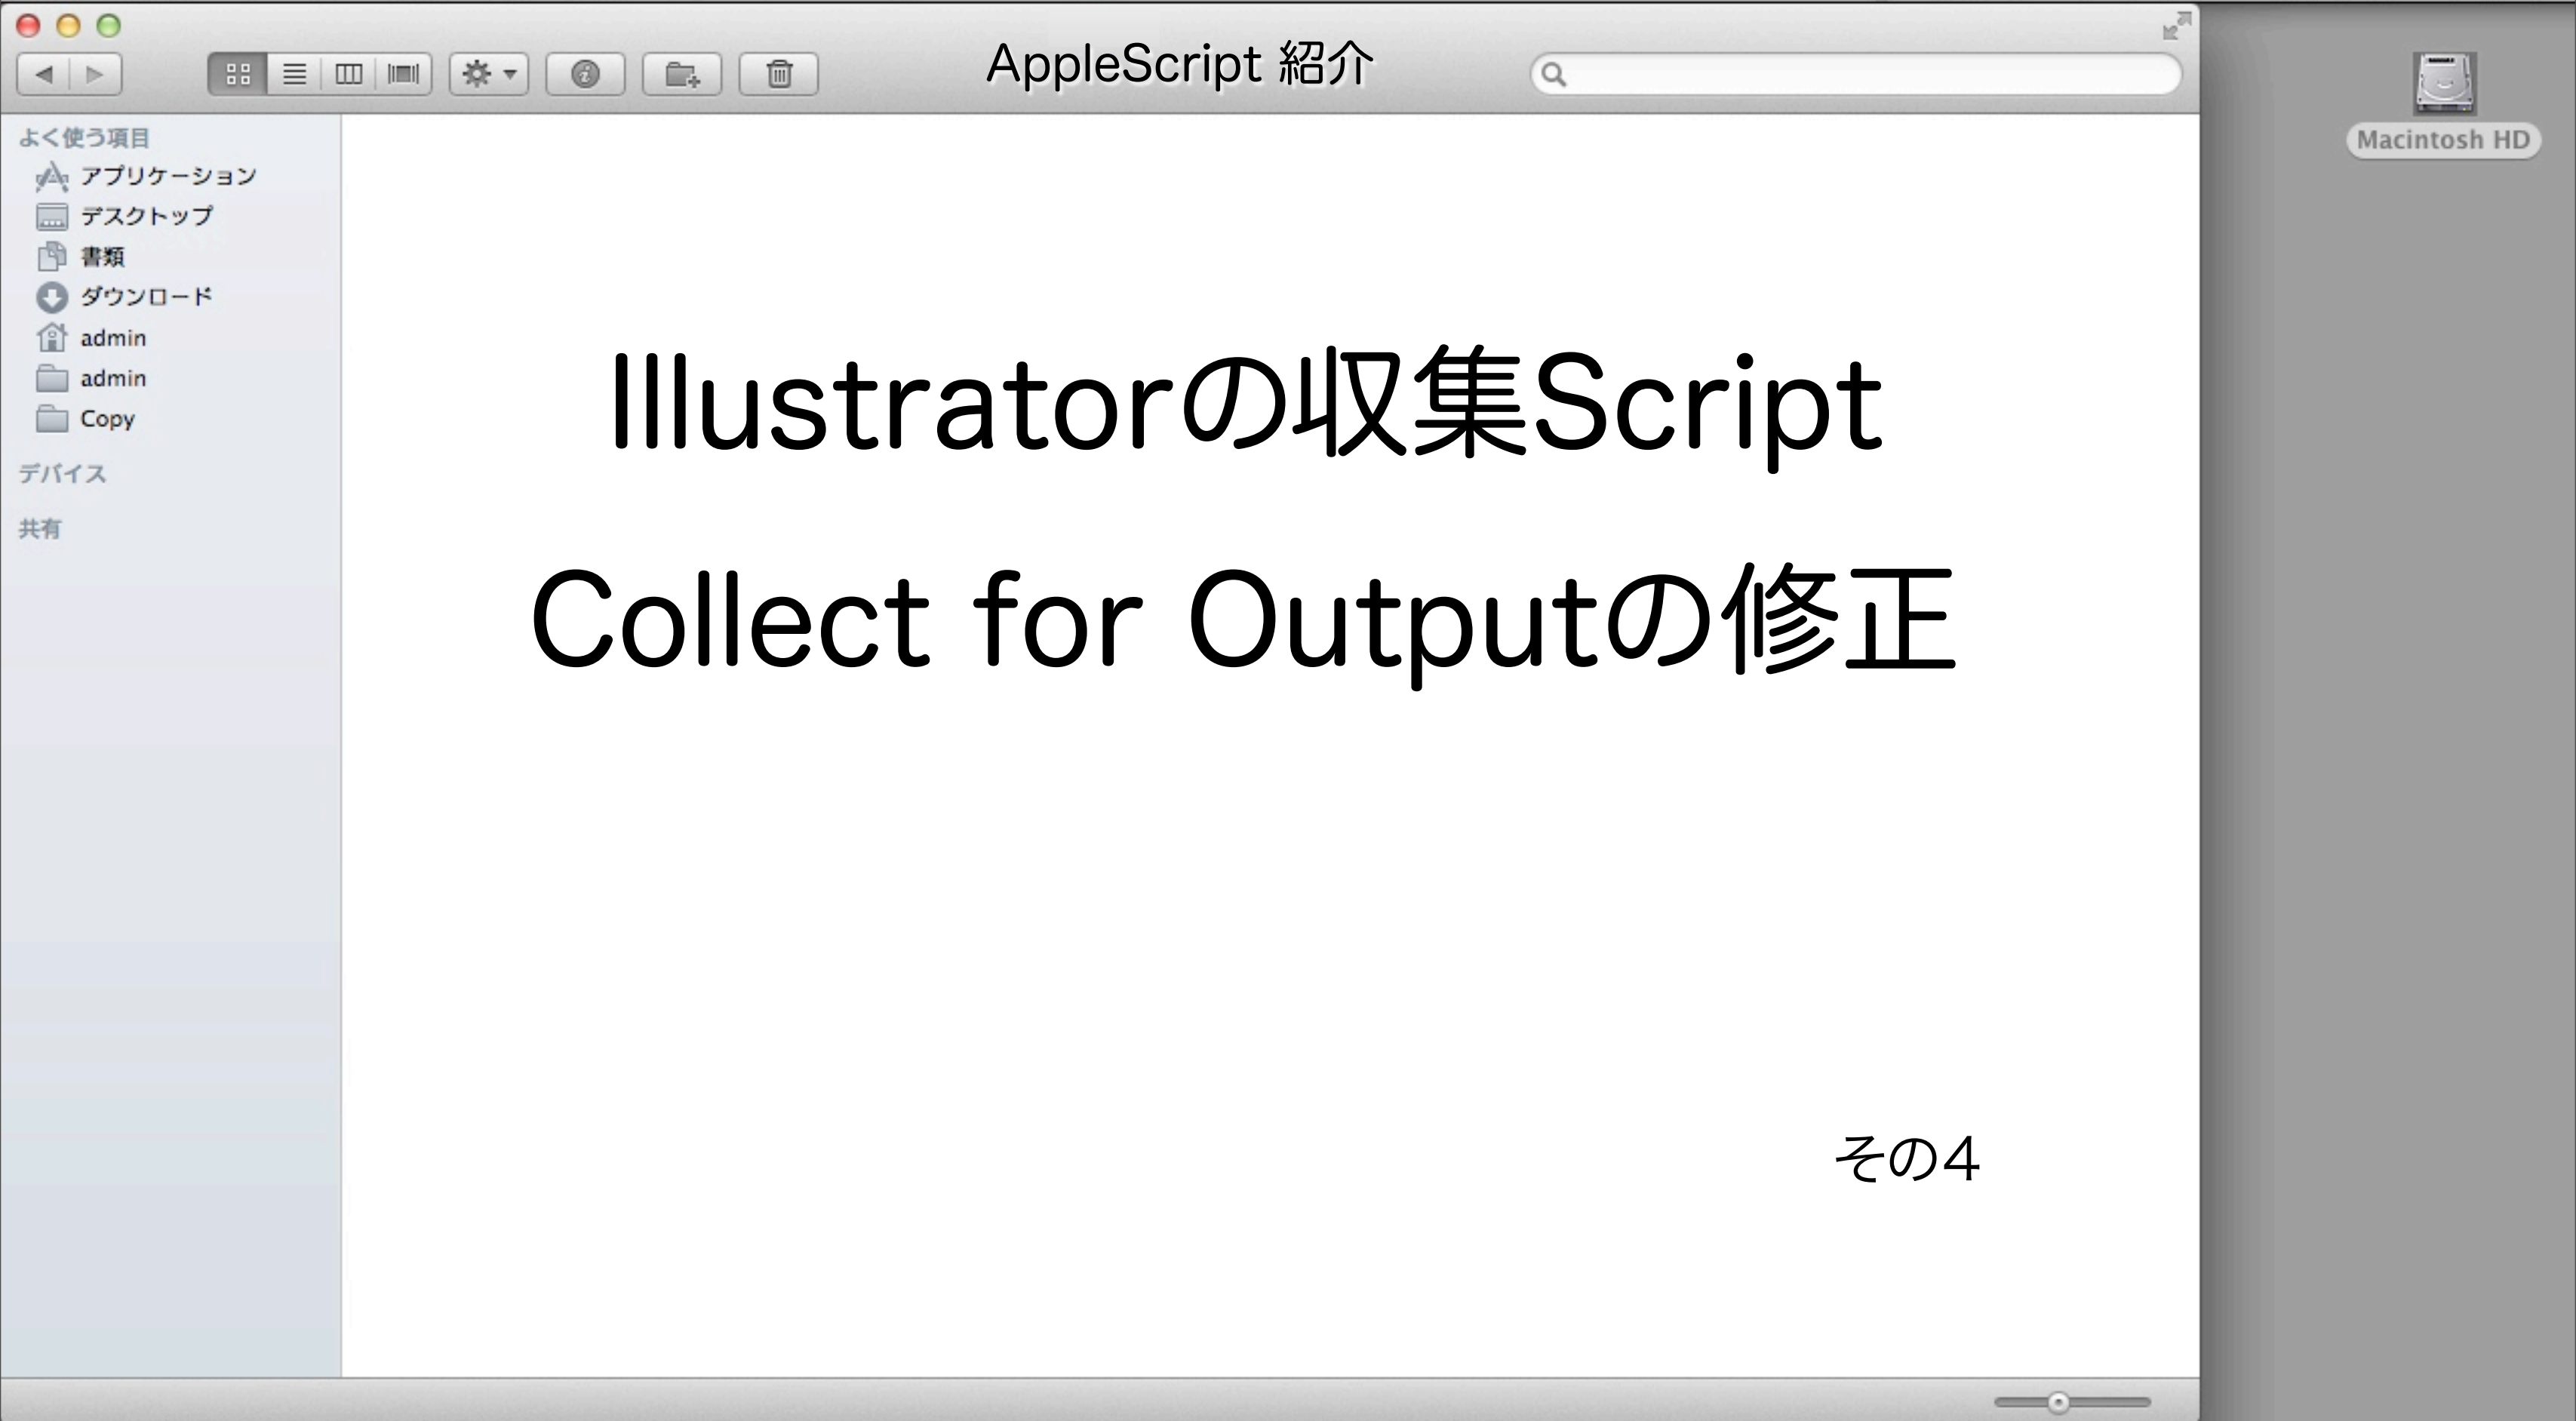 AppleScript 紹介
よく使う項目
アプリケーション
デスクトップ
書類
ダウンロード
admin
admin
Copy
デバイス
共有
Illustratorの収集Script
Collect for Outputの修正
その4
Macintosh HD